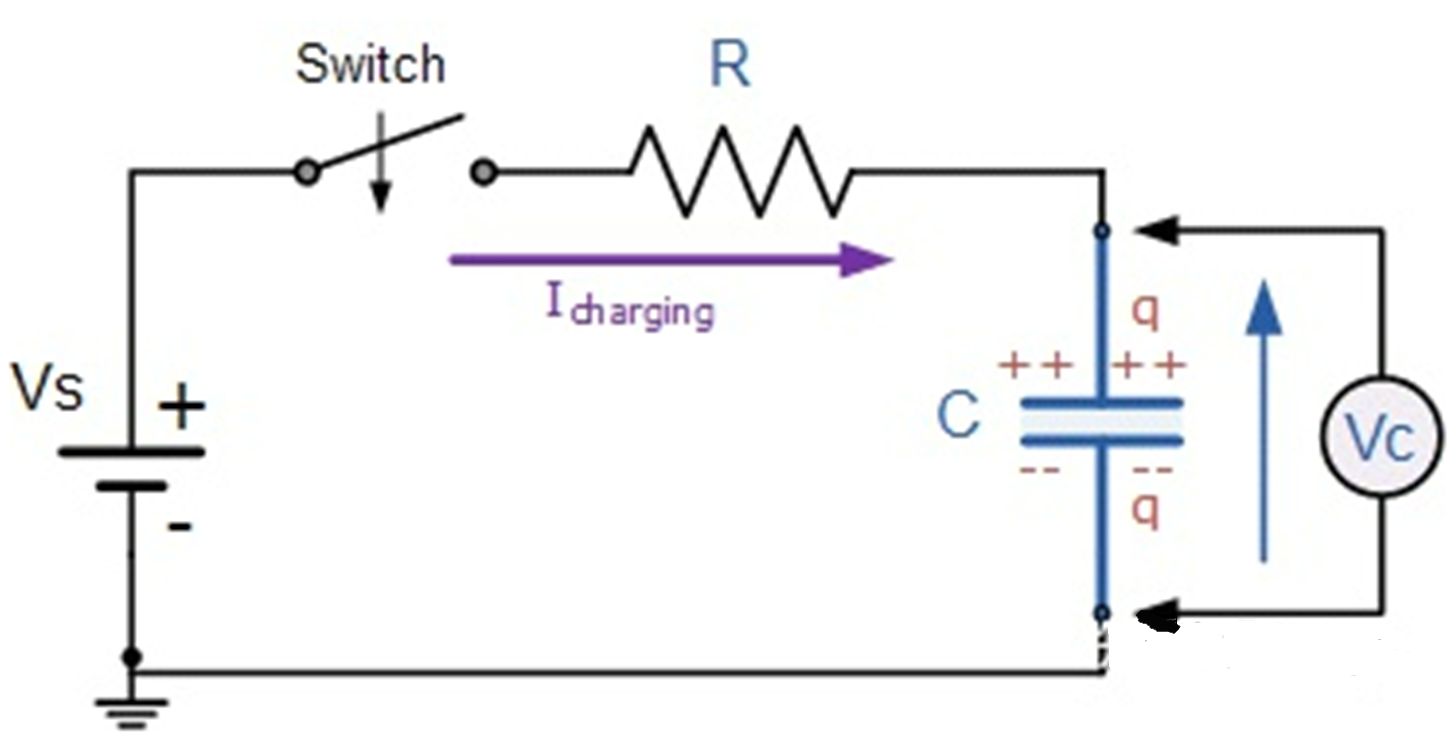 Switch
R
I charging
q
Vs
+
++ ++
C
Vc
-- --
q
-